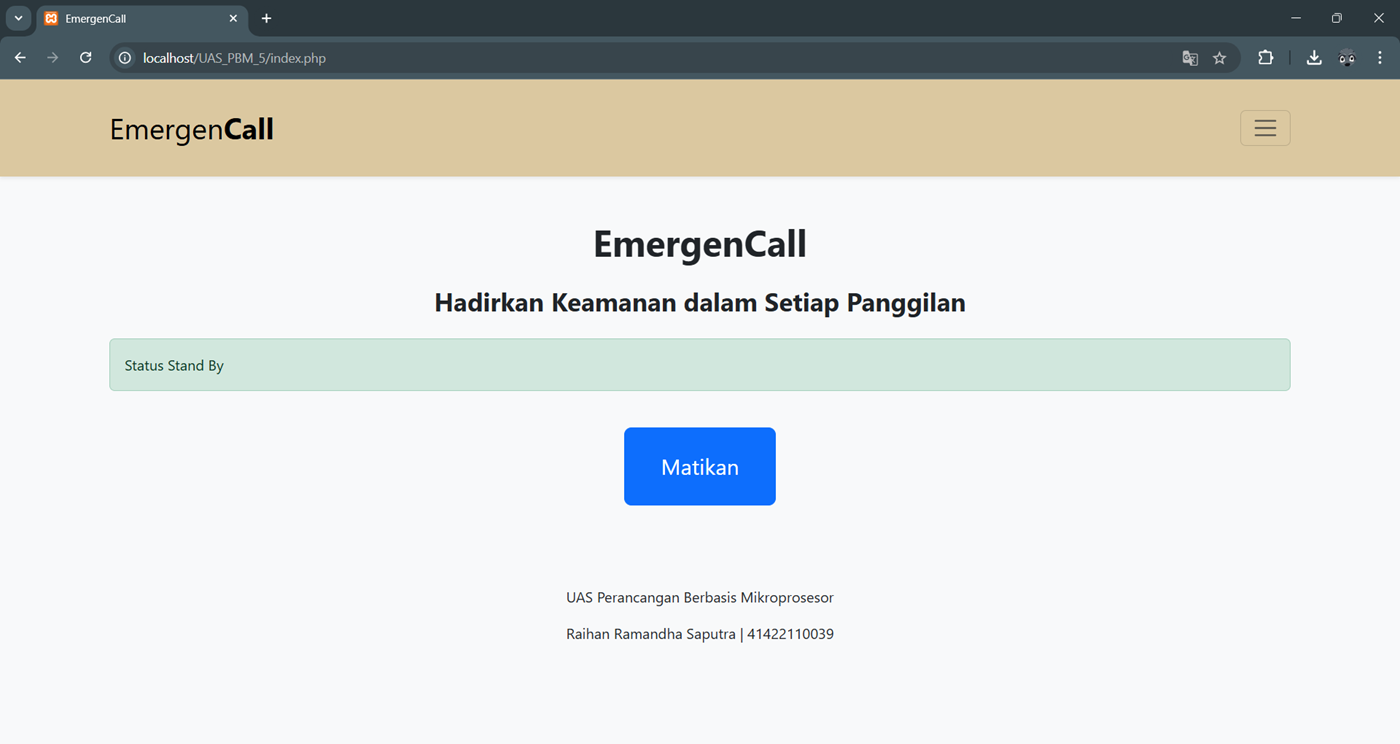 EmergenCall
localhost/UAS_PBM_5/index.php
EmergenCall
EmergenCall
Hadirkan Keamanan dalam Setiap Panggilan
Status Stand By
Matikan
UAS Perancangan Berbasis Mikroprosesor
Raihan Ramandha Saputra | 41422110039